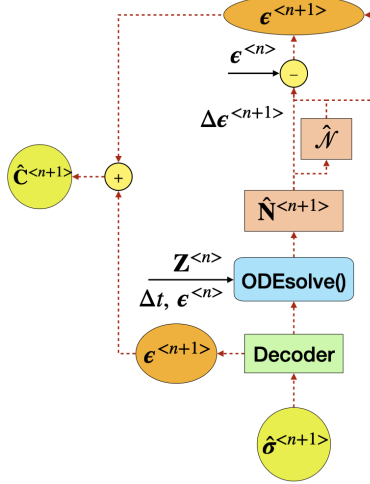 ϵ<n+1>
ϵ<n>
−
Δϵ<n+1>
𝒩̂
Ĉ<n+1>
+
N̂<n+1>
Z<n>
ODEsolve()
Δt, ϵ<n>
ϵ<n+1>
Decoder
σ̂<n+1>